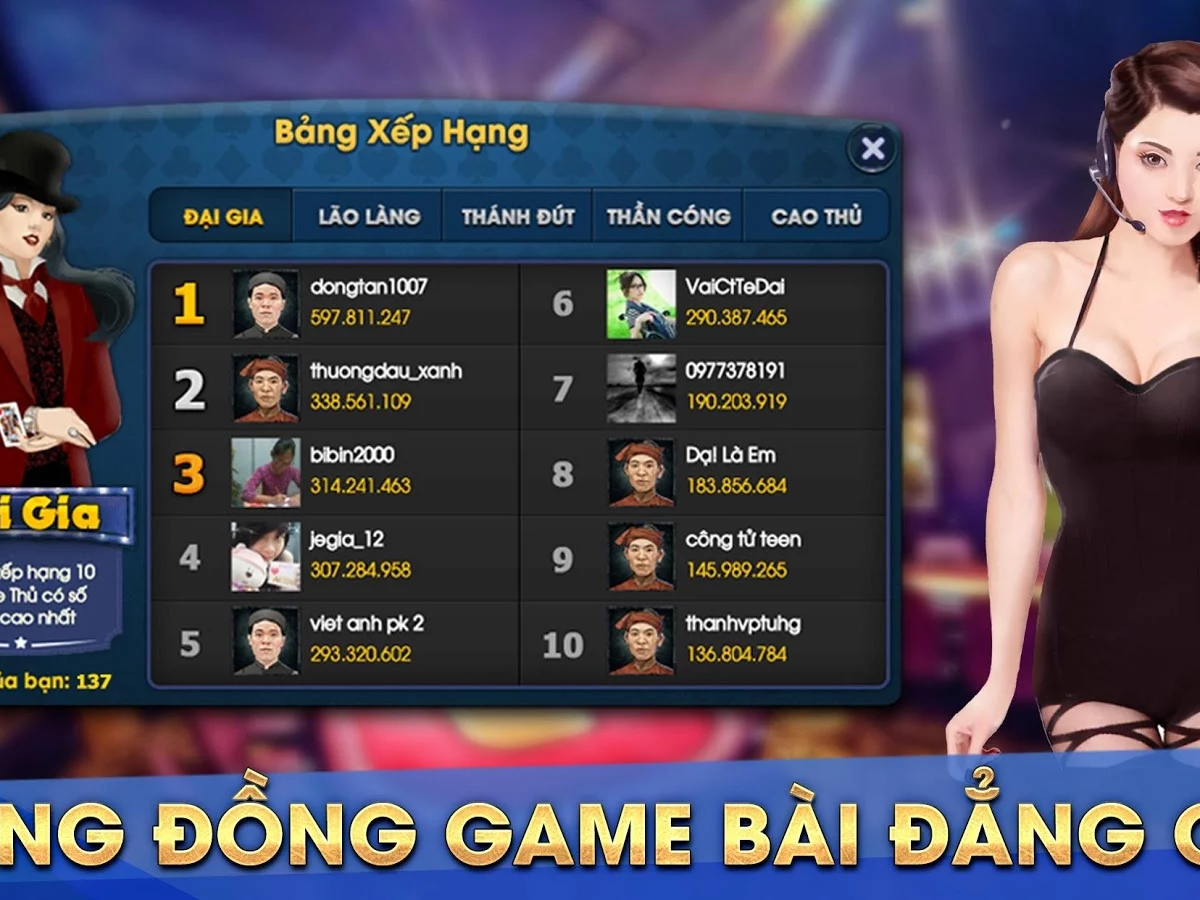 Bảng Xếp Hạng
ĐẠI GIA
LÃO LÀNG
THÁNH ĐÚT
THẦN CÓNG
CAO THỦ
1
dongtan1007
597.811.247
2
thuongdau_xanh
338.561.109
3
bibin2000
314.241.463
4
jegia_12
307.284.958
5
viet anh pk 2
293.320.602
6
VaiCtTeDai
290.387.465
7
0977378191
190.203.919
8
Dạ! Là Em
183.856.684
9
công tử teen
145.989.265
10
thanhvptuhg
136.804.784
i Gia
ếp hạng 10
Thủ có số
cao nhất
bạn: 137
NG ĐỒNG GAME BÀI ĐẲNG